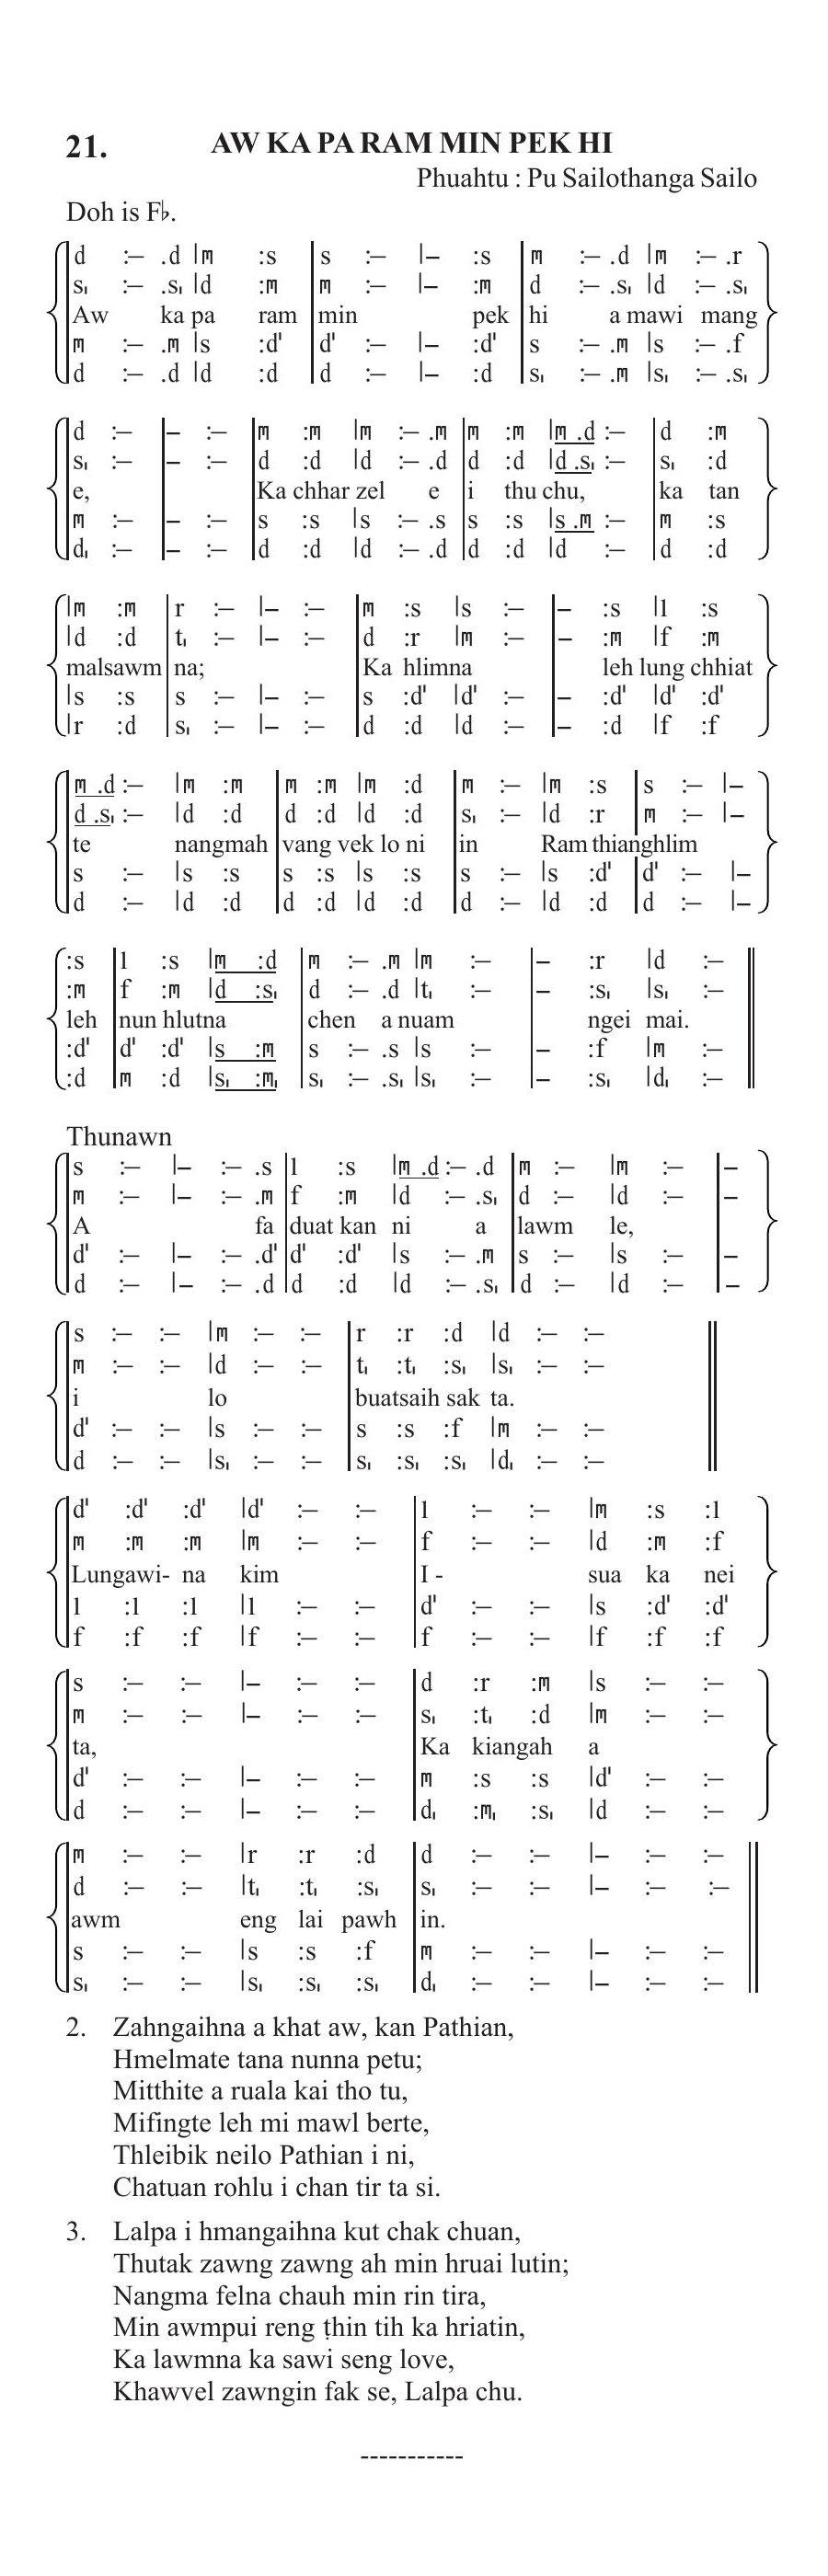 21. AW KA PA RAM MIN PEK HI
Phuahtu : Pu Sailothanga Sailo
Doh is F♭.
d :– .d |m :s | s :– |– :s | m :– .d |m :– .r
s₁ :– .s₁ |d :m | m :– |– :m | d :– .s₁ |d :– .s₁
Aw ka pa ram min pek hi a mawi mang
m :– .m |s :d' | d' :– |– :d' | s :– .m |s :– .f
d :– .d |d :d | d :– |– :d | s₁ :– .m |s₁ :– .s₁
d :– | – :– | m :m |m :– .m | m :m |m .d :– | d :m
s₁ :– | – :– | d :d |d :– .d | d :d |d .s₁ :– | s₁ :d
e, Ka chhar zel e i thu chu, ka tan
m :– | – :– | s :s |s :– .s | s :s |s .m :– | m :s
d₁ :– | – :– | d :d |d :– .d | d :d |d :– | d :d
|m :m | r :– |– :– | m :s |s :– | – :s |l :s
|d :d | t₁ :– |– :– | d :r |m :– | – :m |f :m
malsawm na; Ka hlimna leh lung chhiat
|s :s | s :– |– :– | s :d' |d' :– | – :d' |d' :d'
|r :d | s₁ :– |– :– | d :d |d :– | – :d |f :f
m .d :– |m :m | m :m |m :d | m :– |m :s | s :– |–
d .s₁ :– |d :d | d :d |d :d | s₁ :– |d :r | m :– |–
te nangmah vang vek lo ni in Ram thianghlim
s :– |s :s | s :s |s :s | s :– |s :d' | d' :– |–
d :– |d :d | d :d |d :d | d :– |d :d | d :– |–
:s | l :s |m :d | m :– .m |m :– | – :r |d :–
:m | f :m |d :s₁ | d :– .d |t₁ :– | – :s₁ |s₁ :–
leh nun hlutna chen a nuam ngei mai.
:d' | d' :d' |s :m | s :– .s |s :– | – :f |m :–
:d | m :d |s₁ :m₁ | s₁ :– .s₁ |s₁ :– | – :s₁ |d₁ :–
Thunawn
s :– |– :– .s | l :s |m .d :– .d | m :– |m :– | –
m :– |– :– .m | f :m |d :– .s₁ | d :– |d :– | –
A fa duat kan ni a lawm le,
d' :– |– :– .d' | d' :d' |s :– .m | s :– |s :– | –
d :– |– :– .d | d :d |d :– .s₁ | d :– |d :– | –
s :– :– |m :– :– | r :r :d |d :– :–
m :– :– |d :– :– | t₁ :t₁ :s₁ |s₁ :– :–
i lo buatsaih sak ta.
d' :– :– |s :– :– | s :s :f |m :– :–
d :– :– |s₁ :– :– | s₁ :s₁ :s₁ |d₁ :– :–
d' :d' :d' |d' :– :– | l :– :– |m :s :l
m :m :m |m :– :– | f :– :– |d :m :f
Lungawi- na kim I - sua ka nei
l :l :l |l :– :– | d' :– :– |s :d' :d'
f :f :f |f :– :– | f :– :– |f :f :f
s :– :– |– :– :– | d :r :m |s :– :–
m :– :– |– :– :– | s₁ :t₁ :d |m :– :–
ta, Ka kiangah a
d' :– :– |– :– :– | m :s :s |d' :– :–
d :– :– |– :– :– | d₁ :m₁ :s₁ |d :– :–
m :– :– |r :r :d | d :– :– |– :– :–
d :– :– |t₁ :t₁ :s₁ | s₁ :– :– |– :– :–
awm eng lai pawh in.
s :– :– |s :s :f | m :– :– |– :– :–
s₁ :– :– |s₁ :s₁ :s₁ | d₁ :– :– |– :– :–
2. Zahngaihna a khat aw, kan Pathian,
Hmelmate tana nunna petu;
Mitthite a ruala kai tho tu,
Mifingte leh mi mawl berte,
Thleibik neilo Pathian i ni,
Chatuan rohlu i chan tir ta si.
3. Lalpa i hmangaihna kut chak chuan,
Thutak zawng zawng ah min hruai lutin;
Nangma felna chauh min rin tira,
Min awmpui reng ṭhin tih ka hriatin,
Ka lawmna ka sawi seng love,
Khawvel zawngin fak se, Lalpa chu.
-----------